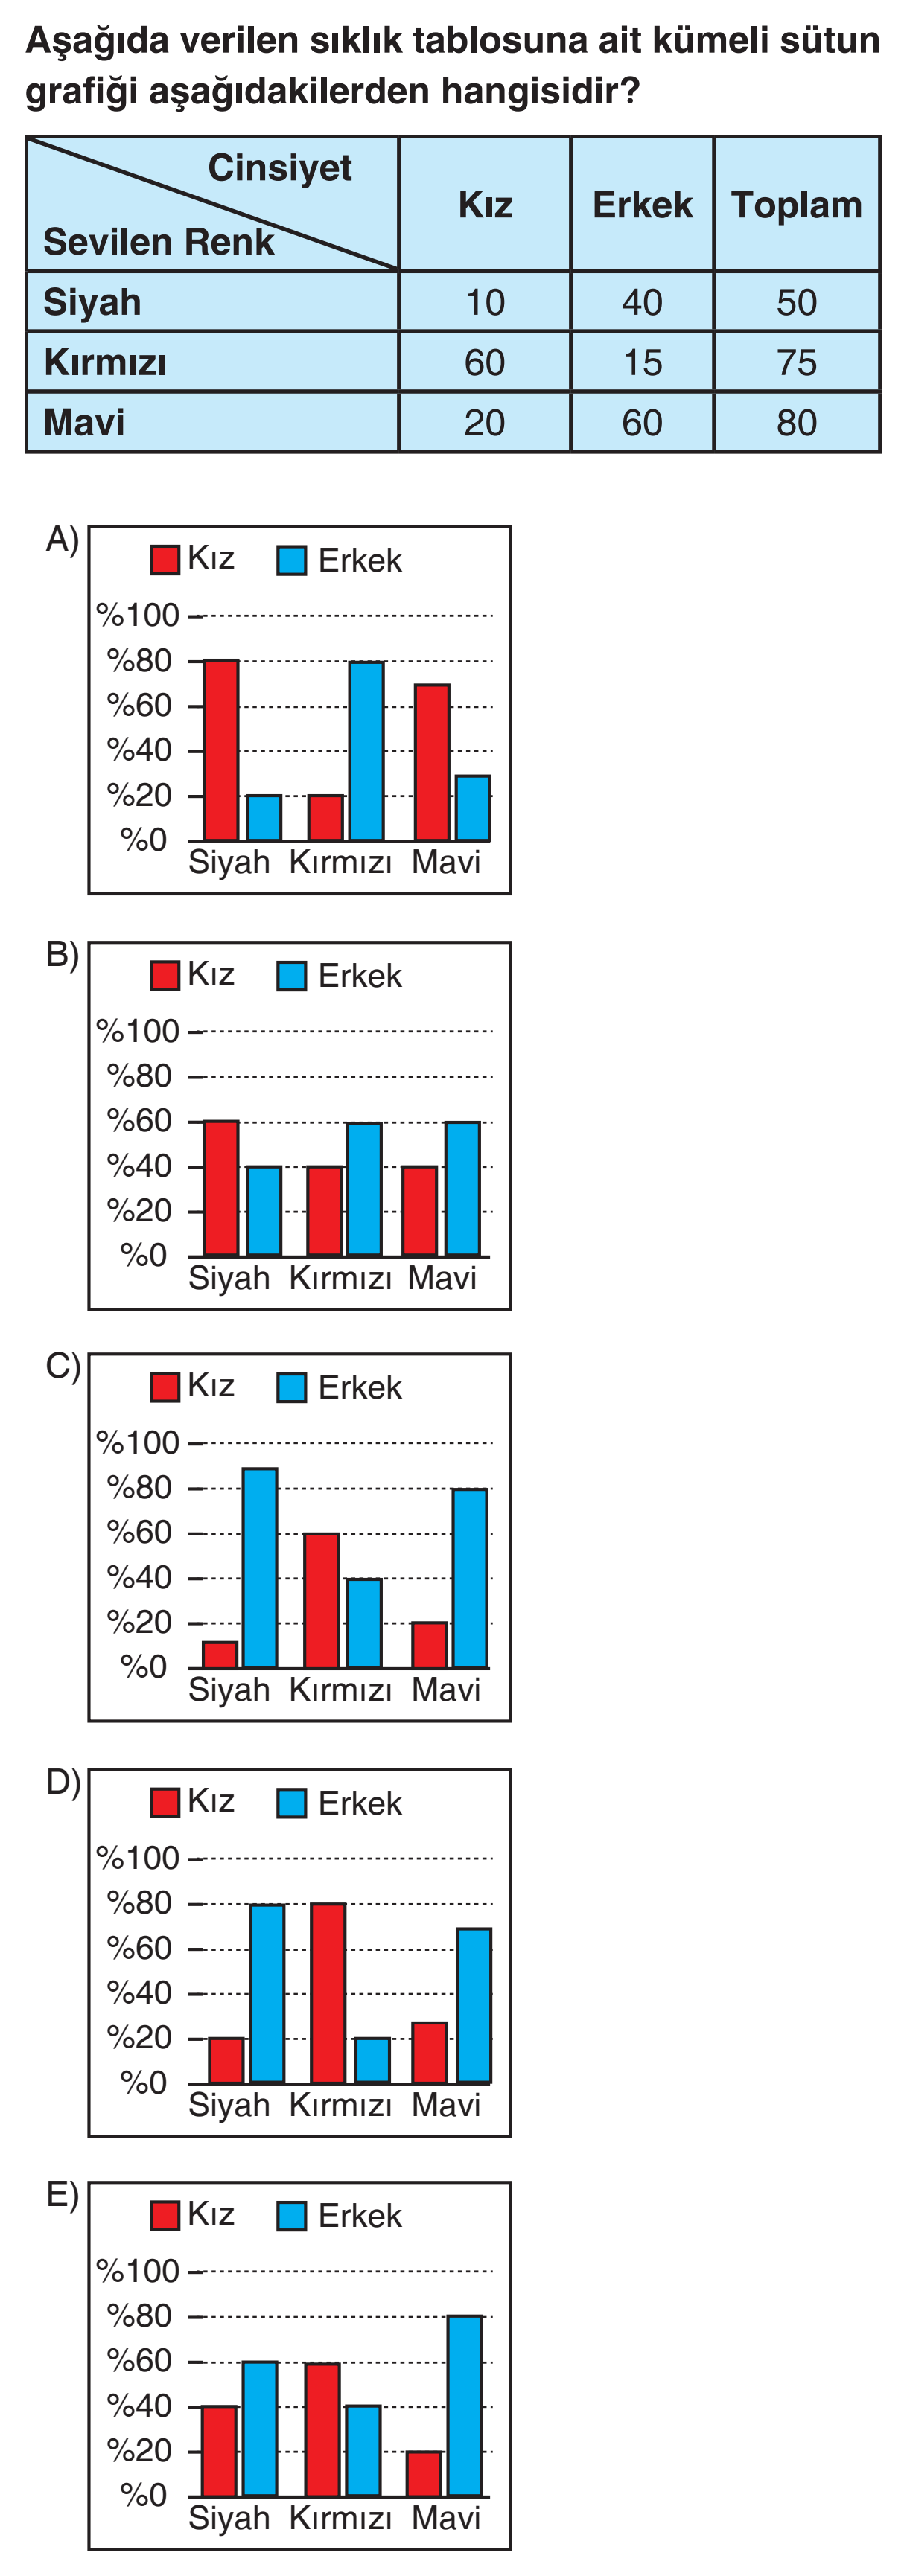 Aşağıda verilen sıklık tablosuna ait kümeli sütun
grafiği aşağıdakilerden hangisidir?
Cinsiyet
Sevilen Renk
Kız Erkek Toplam
Siyah 10 40 50
Kırmızı 60 15 75
Mavi 20 60 80
A)
Kız Erkek
%100
%80
%60
%40
%20
%0
Siyah Kırmızı Mavi
B)
Kız Erkek
%100
%80
%60
%40
%20
%0
Siyah Kırmızı Mavi
C)
Kız Erkek
%100
%80
%60
%40
%20
%0
Siyah Kırmızı Mavi
D)
Kız Erkek
%100
%80
%60
%40
%20
%0
Siyah Kırmızı Mavi
E)
Kız Erkek
%100
%80
%60
%40
%20
%0
Siyah Kırmızı Mavi